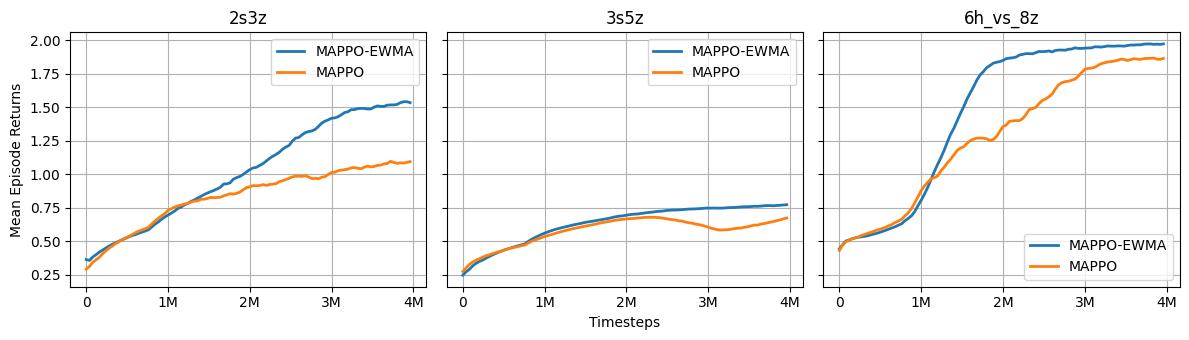 2s3z
3s5z
6h_vs_8z
Mean Episode Returns
2.00
1.75
1.50
1.25
1.00
0.75
0.50
0.25
MAPPO-EWMA
MAPPO
0 1M 2M 3M 4M
MAPPO-EWMA
MAPPO
0 1M 2M 3M 4M
MAPPO-EWMA
MAPPO
0 1M 2M 3M 4M
Timesteps